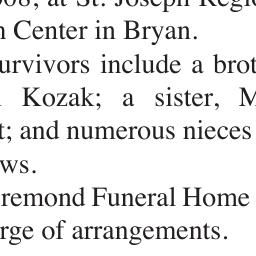 008, at St. Joseph Regio
n Center in Bryan.
urvivors include a brot
Kozak; a sister, M
t; and numerous nieces
ws.
remond Funeral Home
rge of arrangements.